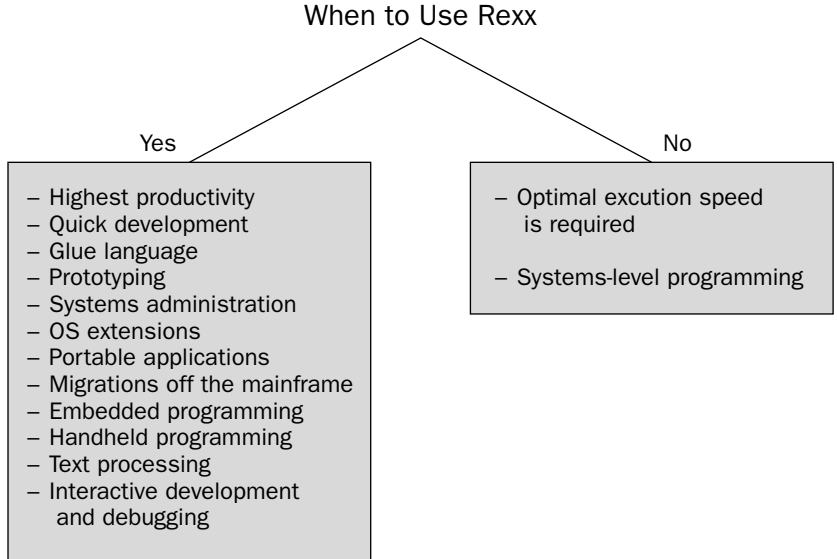 When to Use Rexx
Yes
– Highest productivity
– Quick development
– Glue language
– Prototyping
– Systems administration
– OS extensions
– Portable applications
– Migrations off the mainframe
– Embedded programming
– Handheld programming
– Text processing
– Interactive development
and debugging
No
– Optimal excution speed
is required
– Systems-level programming